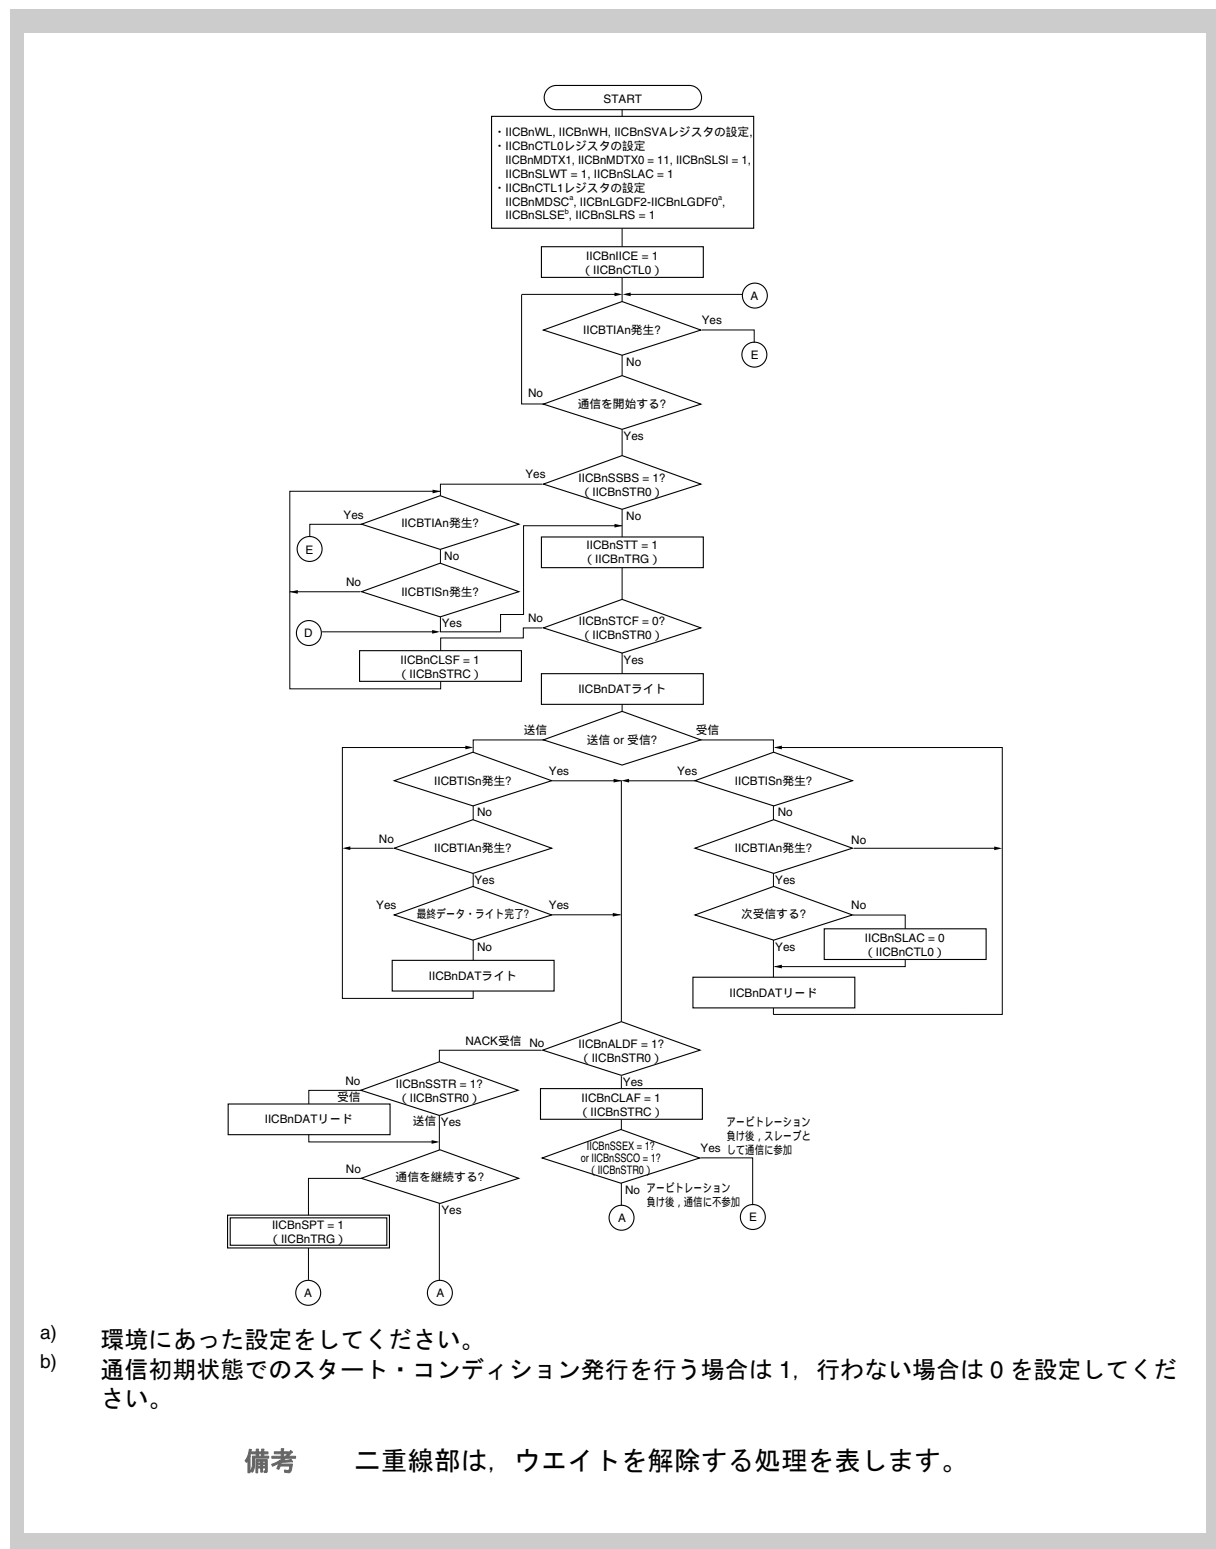 START
・IICBnWL, IICBnWH, IICBnSVAレジスタの設定,
・IICBnCTL0レジスタの設定
IICBnMDTX1, IICBnMDTX0 = 11, IICBnSLSI = 1,
IICBnSLWT = 1, IICBnSLAC = 1
・IICBnCTL1レジスタの設定
IICBnMDSCa, IICBnLGDF2-IICBnLGDF0a,
IICBnSLSEb, IICBnSLRS = 1
IICBnIICE = 1
( IICBnCTL0 )
A
IICBTIAn発生?
Yes
E
No
No
通信を開始する?
Yes
Yes
IICBnSSBS = 1?
( IICBnSTR0 )
No
Yes
IICBTIAn発生?
E
No
IICBnSTT = 1
( IICBnTRG )
No
IICBTISn発生?
Yes
D
No
IICBnSTCF = 0?
( IICBnSTR0 )
Yes
IICBnCLSF = 1
( IICBnSTRC )
IICBnDATライト
送信
送信 or 受信?
受信
IICBTISn発生?
Yes
Yes
IICBTISn発生?
No
No
No
IICBTIAn発生?
IICBTIAn発生?
No
Yes
Yes
Yes
最終データ・ライト完了?
Yes
次受信する?
No
No
Yes
IICBnSLAC = 0
( IICBnCTL0 )
IICBnDATライト
IICBnDATリード
NACK受信 No
IICBnALDF = 1?
( IICBnSTR0 )
Yes
No
受信
IICBnSSTR = 1?
( IICBnSTR0 )
IICBnCLAF = 1
( IICBnSTRC )
IICBnDATリード
送信 Yes
IICBnSSEX = 1?
or IICBnSSCO = 1?
( IICBnSTR0 )
Yes
アービトレーション
負け後 , スレーブと
して通信に参加
No
通信を継続する?
Yes
No
アービトレーション
負け後 , 通信に不参加
A
E
IICBnSPT = 1
( IICBnTRG )
A
A
a) 環境にあった設定をしてください。
b) 通信初期状態でのスタート・コンディション発行を行う場合は 1,行わない場合は 0 を設定してくだ
さい。
備考 二重線部は,ウエイトを解除する処理を表します。